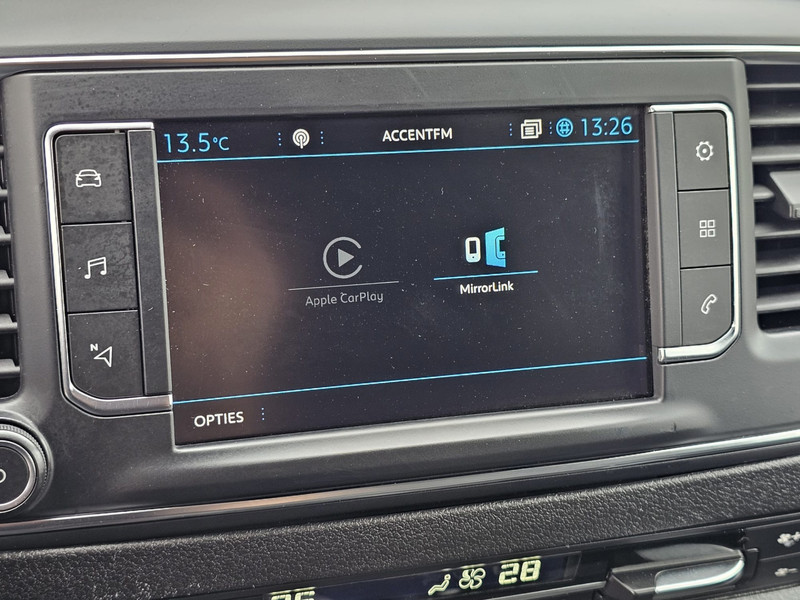 13.5°C ACCENTFM 13:26
Apple CarPlay MirrorLink
N
OPTIES
28